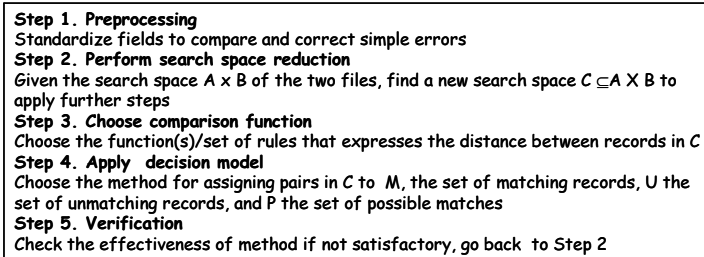 Step 1. Preprocessing
Standardize fields to compare and correct simple errors
Step 2. Perform search space reduction
Given the search space A x B of the two files, find a new search space C ⊆A X B to
apply further steps
Step 3. Choose comparison function
Choose the function(s)/set of rules that expresses the distance between records in C
Step 4. Apply decision model
Choose the method for assigning pairs in C to M, the set of matching records, U the
set of unmatching records, and P the set of possible matches
Step 5. Verification
Check the effectiveness of method if not satisfactory, go back to Step 2